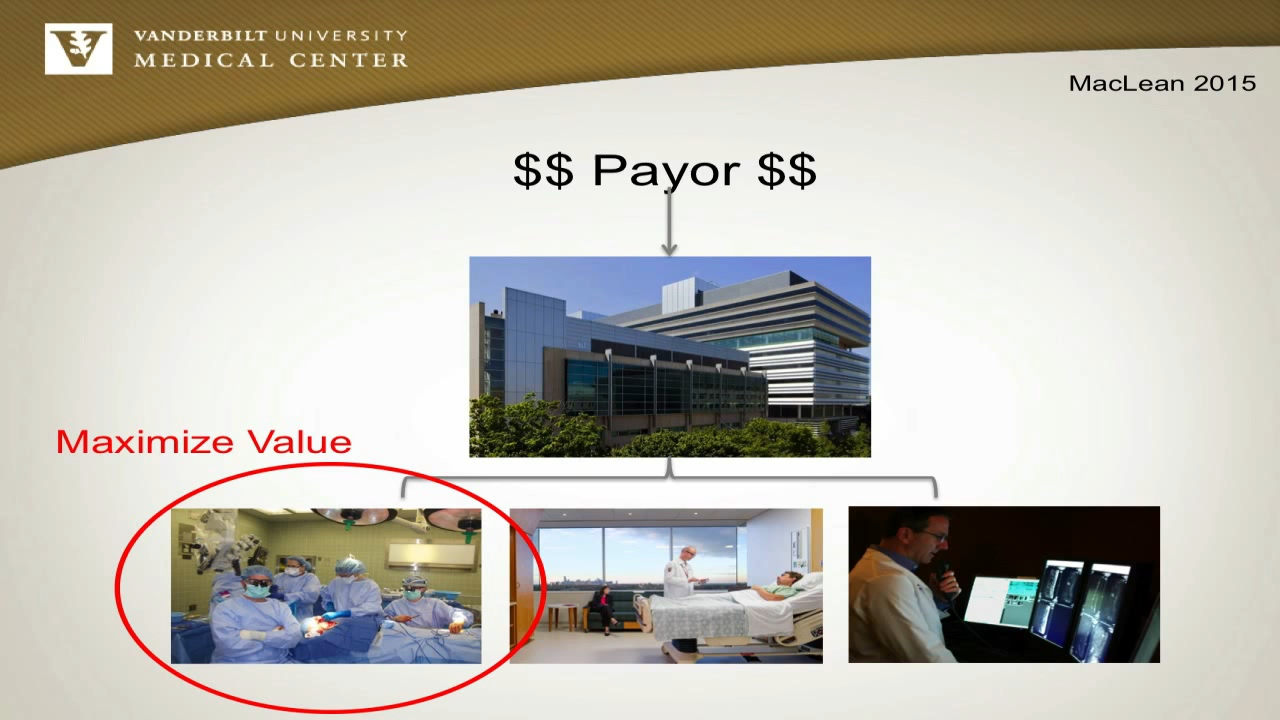 VANDERBILT UNIVERSITY
MEDICAL CENTER
MacLean 2015
$$ Payor $$
Maximize Value